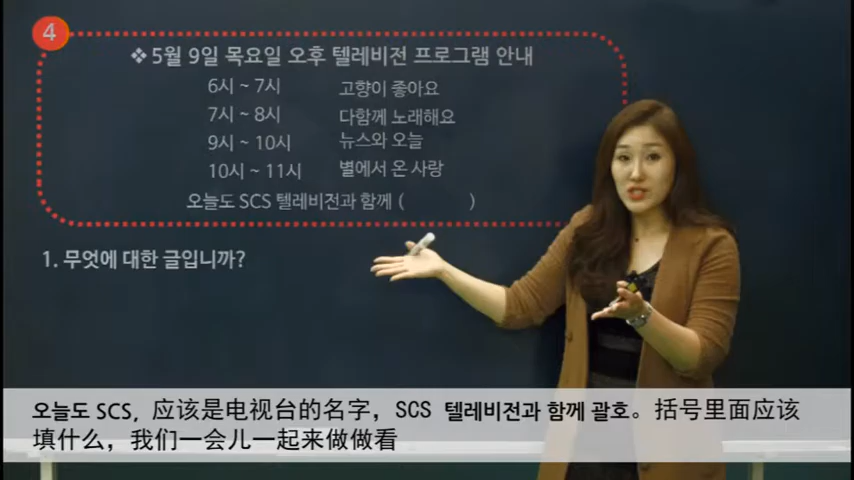 4
❖ 5월 9일 목요일 오후 텔레비전 프로그램 안내
6시 ~ 7시 고향이 좋아요
7시 ~ 8시 다함께 노래해요
9시 ~ 10시 뉴스와 오늘
10시 ~ 11시 별에서 온 사랑
오늘도 SCS 텔레비전과 함께 ( )
1. 무엇에 대한 글입니까?
오늘도 SCS, 应该是电视台的名字，SCS 텔레비전과 함께 괄호。括号里面应该
填什么，我们一会儿一起来做做看